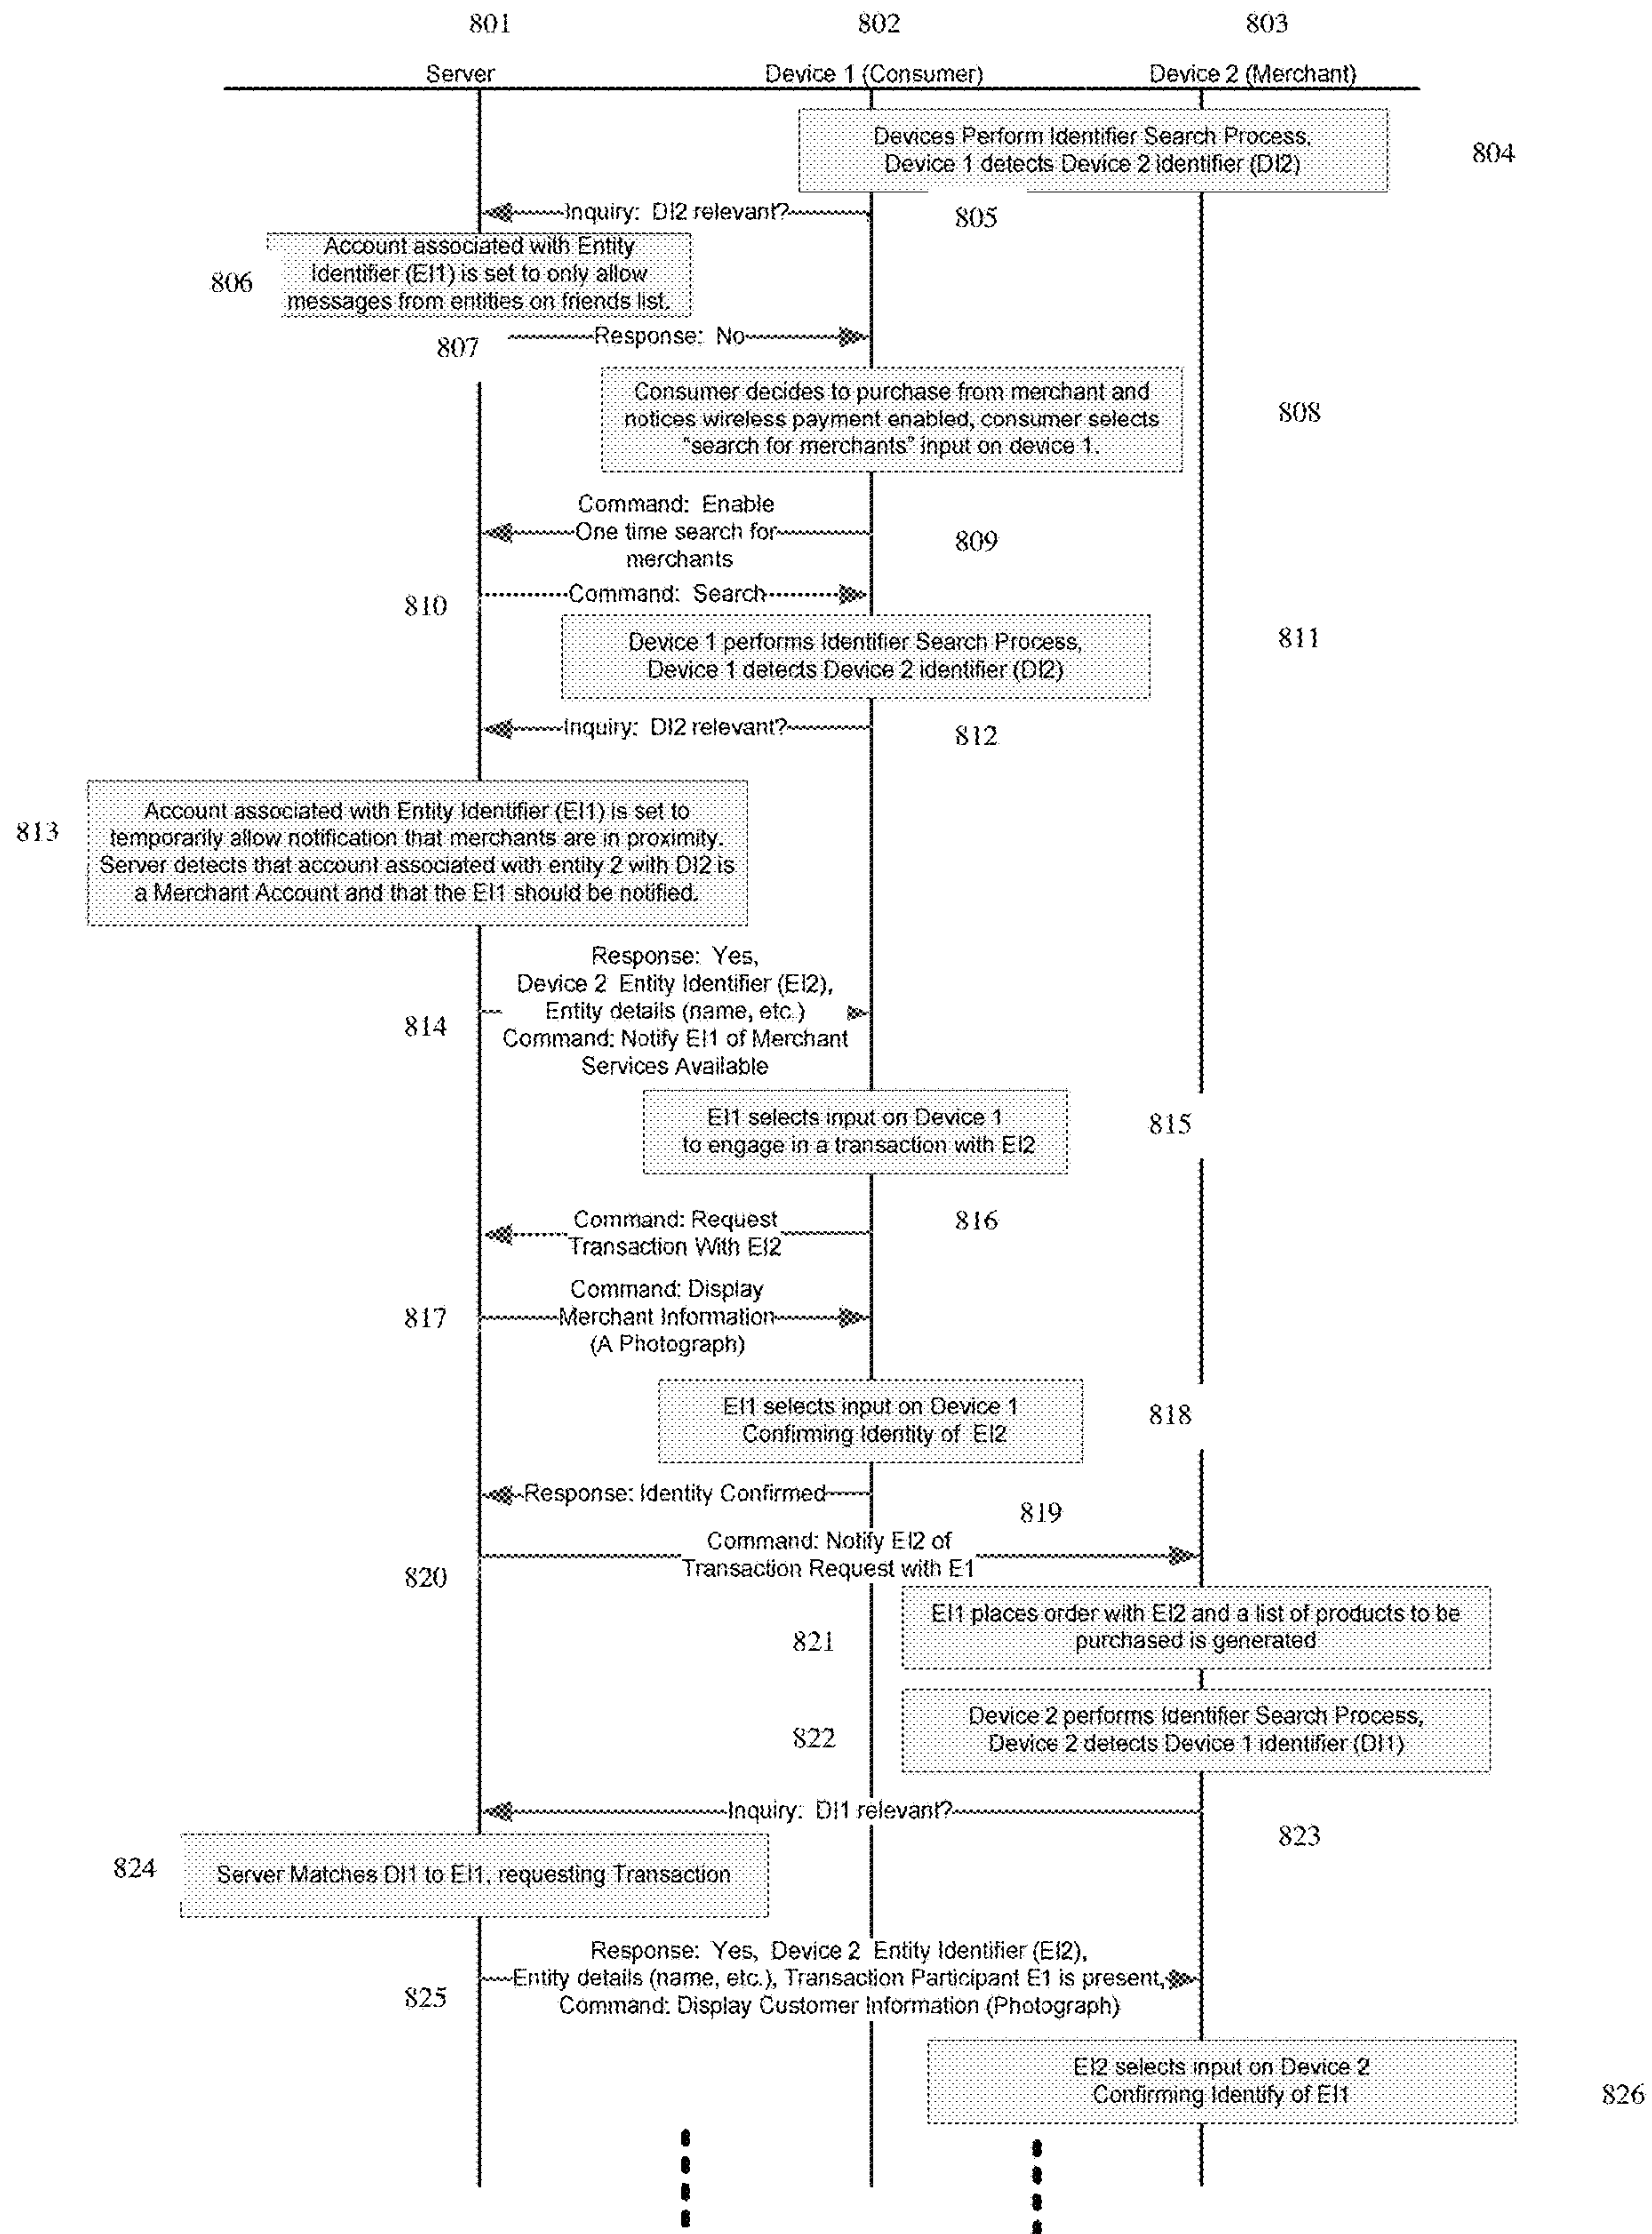 801 802 803
Server Device 1 (Consumer) Device 2 (Merchant)
Devices Perform Identifier Search Process,
Device 1 detects Device 2 identifier (DI2)
804
Inquiry: DI2 relevant?
805
Account associated with Entity
Identifier (EI1) is set to only allow
messages from entities on friends list.
806
Response: No
807
Consumer decides to purchase from merchant and
notices wireless payment enabled, consumer selects
"search for merchants" input on device 1.
808
Command: Enable
One time search for
merchants
809
Command: Search
810
Device 1 performs Identifier Search Process,
Device 1 detects Device 2 identifier (DI2)
811
Inquiry: DI2 relevant?
812
Account associated with Entity Identifier (EI1) is set to
temporarily allow notification that merchants are in proximity.
Server detects that account associated with entity 2 with DI2 is
a Merchant Account and that the EI1 should be notified.
813
Response: Yes,
Device 2 Entity Identifier (EI2),
Entity details (name, etc.)
Command: Notify EI1 of Merchant
Services Available
814
EI1 selects input on Device 1
to engage in a transaction with EI2
815
Command: Request
Transaction With EI2
816
Command: Display
Merchant Information
(A Photograph)
817
EI1 selects input on Device 1
Confirming Identity of EI2
818
Response: Identity Confirmed
819
Command: Notify EI2 of
Transaction Request with E1
820
EI1 places order with EI2 and a list of products to be
purchased is generated
821
Device 2 performs Identifier Search Process,
Device 2 detects Device 1 identifier (DI1)
822
Inquiry: DI1 relevant?
823
Server Matches DI1 to EI1, requesting Transaction
824
Response: Yes, Device 2 Entity Identifier (EI2),
Entity details (name, etc.), Transaction Participant E1 is present,
Command: Display Customer Information (Photograph)
825
EI2 selects input on Device 2
Confirming Identify of EI1
826